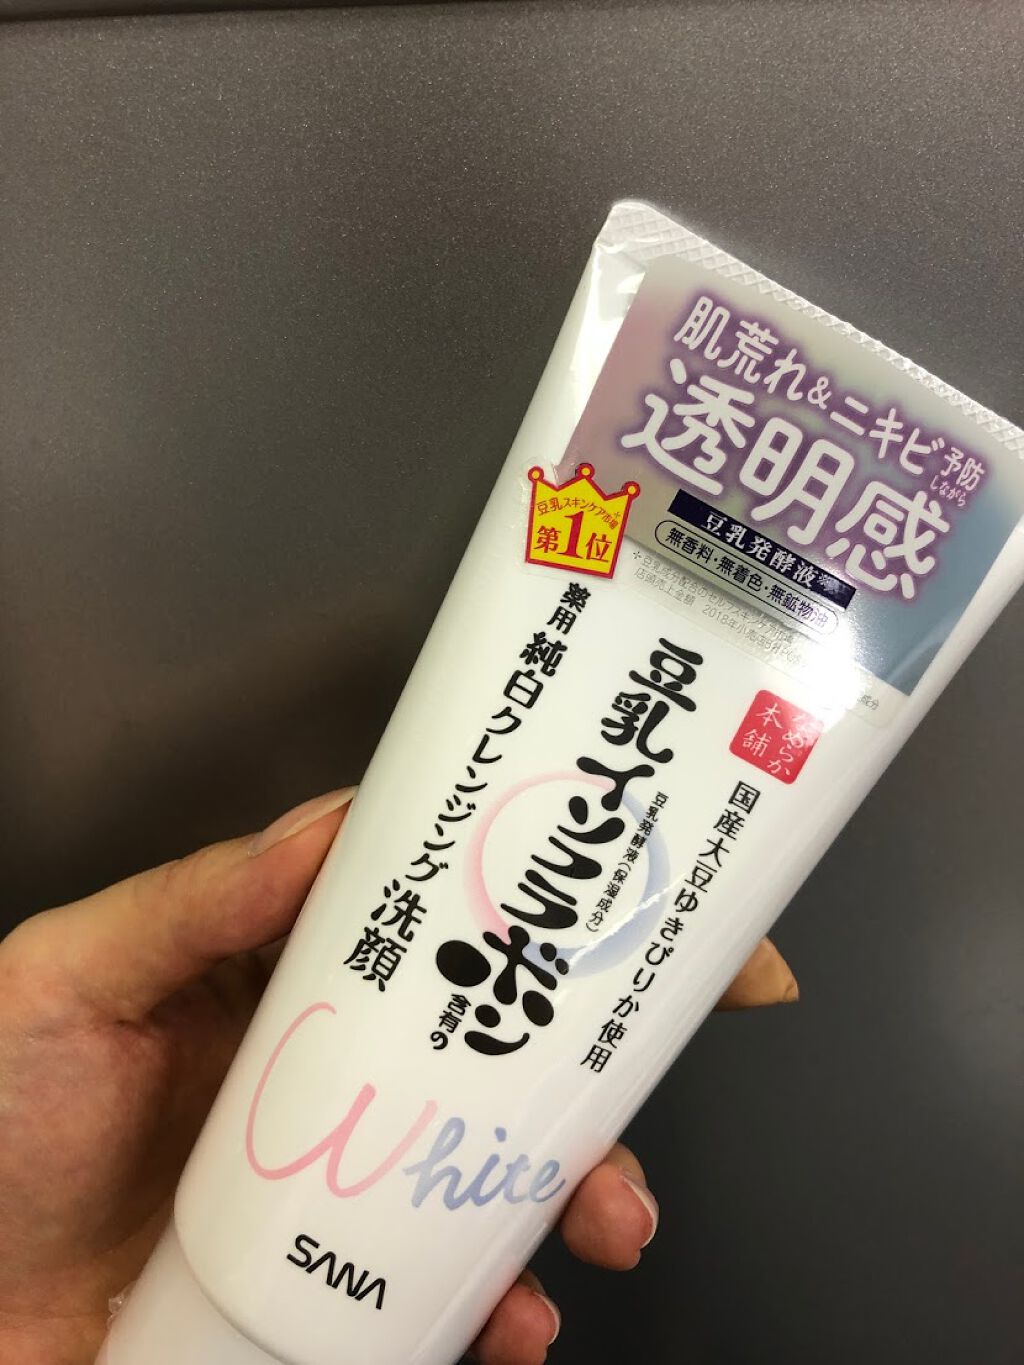 肌荒れ&ニキビ予防
しながら
透明感
豆乳発酵液
無香料・無着色・無鉱物油
豆乳スキンケア市場*
第1位
なめらか
本舗
国産大豆ゆきぴりか使用
豆乳イソフラボン含有の
豆乳発酵液(保湿成分)
薬用 純白クレンジング洗顔
White
SANA